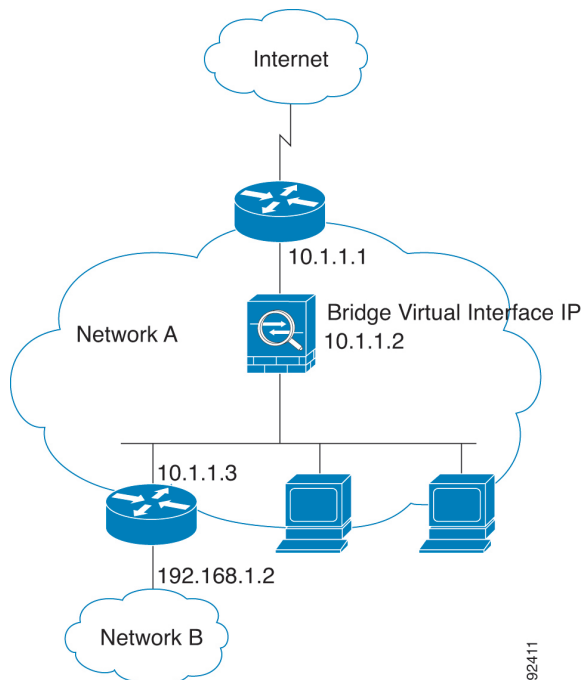 Internet
10.1.1.1
Bridge Virtual Interface IP
10.1.1.2
Network A
10.1.1.3
192.168.1.2
Network B
92411